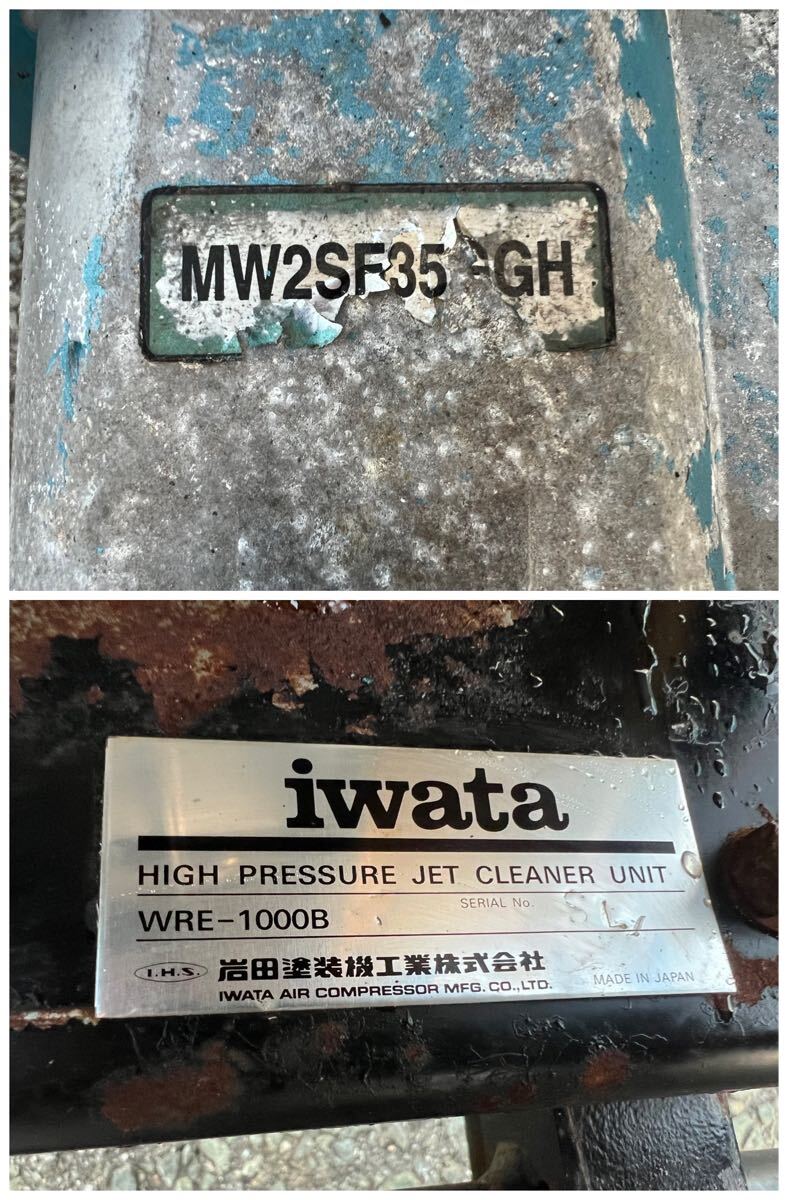 MW2SF35 GH
iwata
HIGH PRESSURE JET CLEANER UNIT
SERIAL No.
WRE-1000B
I.H.S. 岩田塗装機工業株式会社
IWATA AIR COMPRESSOR MFG. CO., LTD.
MADE IN JAPAN